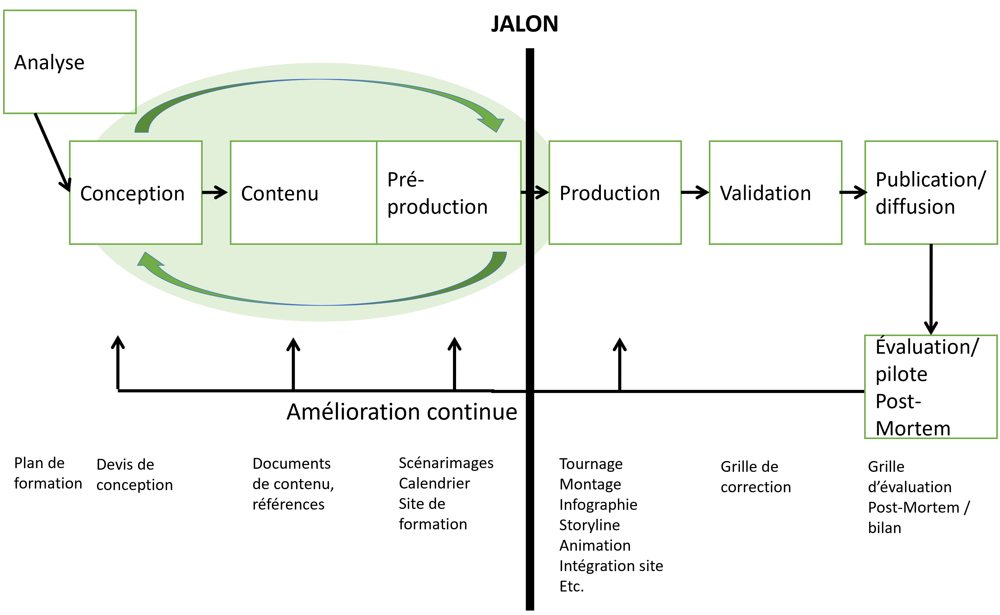 JALON
Analyse
Conception
Contenu
Pré-
production
Production
Validation
Publication/
diffusion
Évaluation/
pilote
Post-
Mortem
Amélioration continue
Plan de
formation
Devis de
conception
Documents
de contenu,
références
Scénarimages
Calendrier
Site de
formation
Tournage
Montage
Infographie
Storyline
Animation
Intégration site
Etc.
Grille de
correction
Grille
d’évaluation
Post-Mortem /
bilan